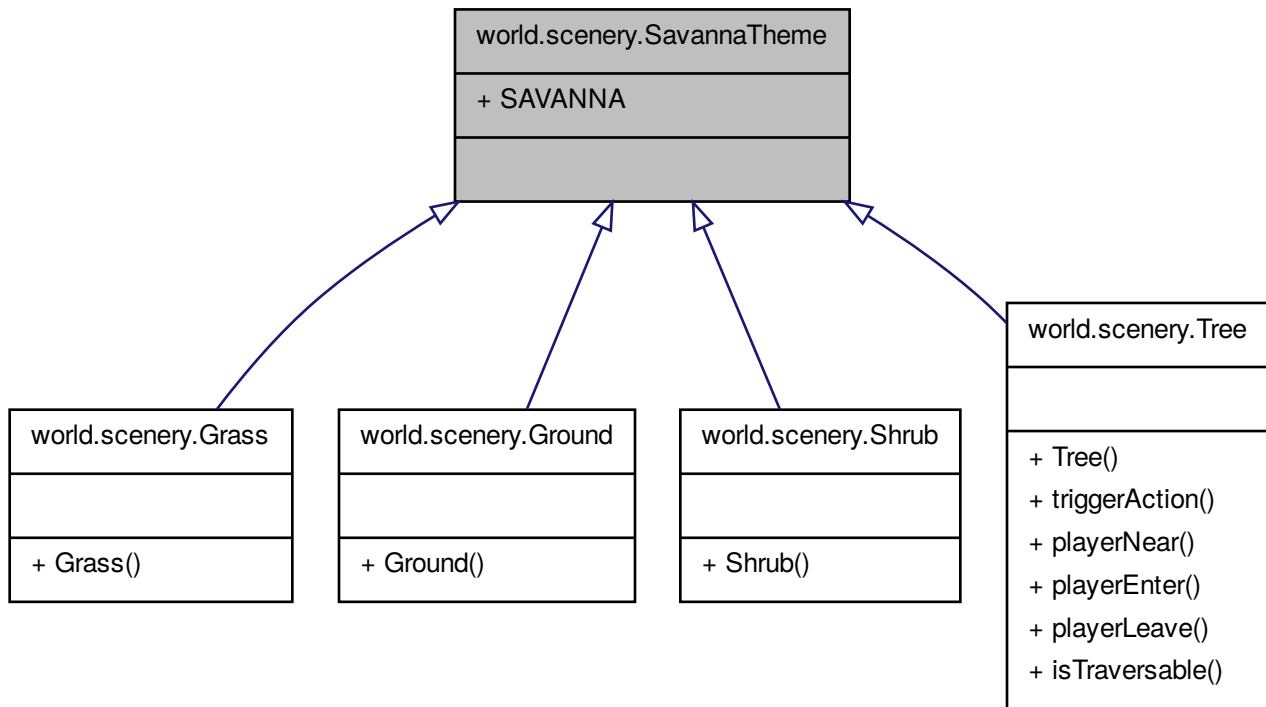 world.scenery.SavannaTheme
+ SAVANNA
world.scenery.Grass
+ Grass()
world.scenery.Ground
+ Ground()
world.scenery.Shrub
+ Shrub()
world.scenery.Tree
+ Tree()
+ triggerAction()
+ playerNear()
+ playerEnter()
+ playerLeave()
+ isTraversable()